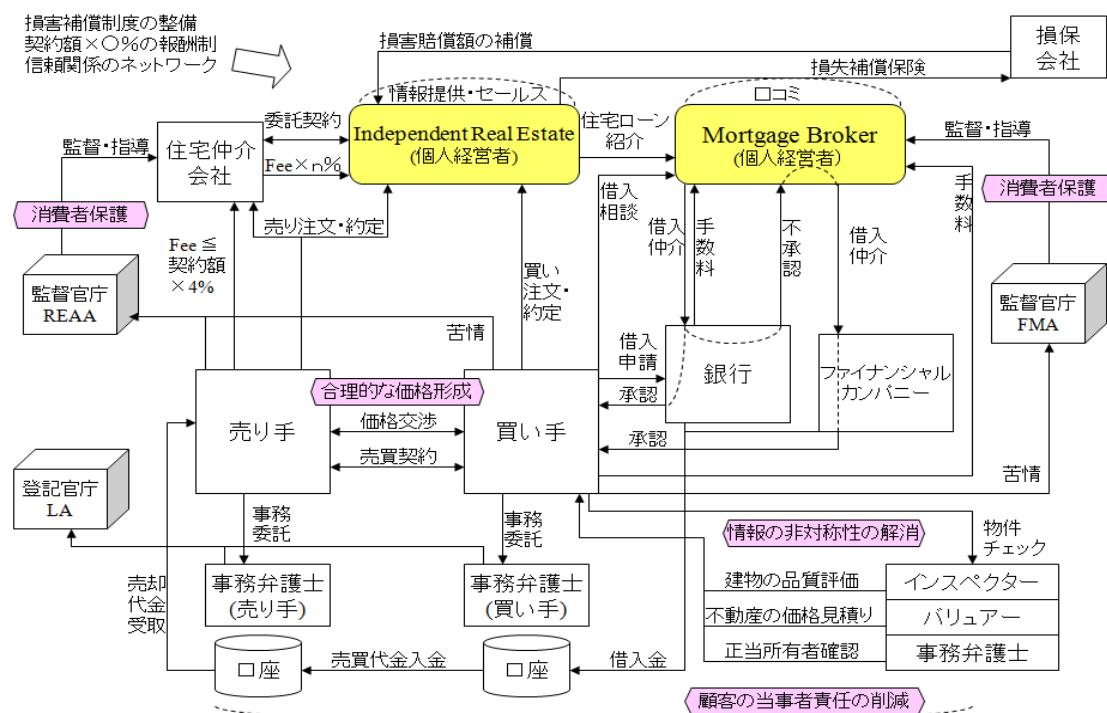 損害補償制度の整備
契約額×〇%の報酬制
信頼関係のネットワーク
損害賠償額の補償
損保
会社
損失補償保険
情報提供・セールス
口コミ
委託契約
Independent Real Estate
(個人経営者)
住宅ローン
紹介
Mortgage Broker
(個人経営者)
監督・指導
住宅仲介
会社
Fee×n%
監督・指導
消費者保護
売り注文・約定
借入
相談
手
数
料
消費者保護
Fee≦
契約額
×4%
借入
仲介
手
数
料
不
承
認
借入
仲介
監督官庁
REAA
買い
注文・
約定
監督官庁
FMA
苦情
借入
申請
銀行
ファイナンシャル
カンパニー
合理的な価格形成
承認
売り手
価格交渉
買い手
承認
売買契約
苦情
登記官庁
LA
事務
委託
事務
委託
情報の非対称性の解消
物件
チェック
売却
代金
受取
事務弁護士
(売り手)
事務弁護士
(買い手)
建物の品質評価
インスペクター
不動産の価格見積り
バリュアー
正当所有者確認
事務弁護士
口座
売買代金入金
口座
借入金
顧客の当事者責任の削減